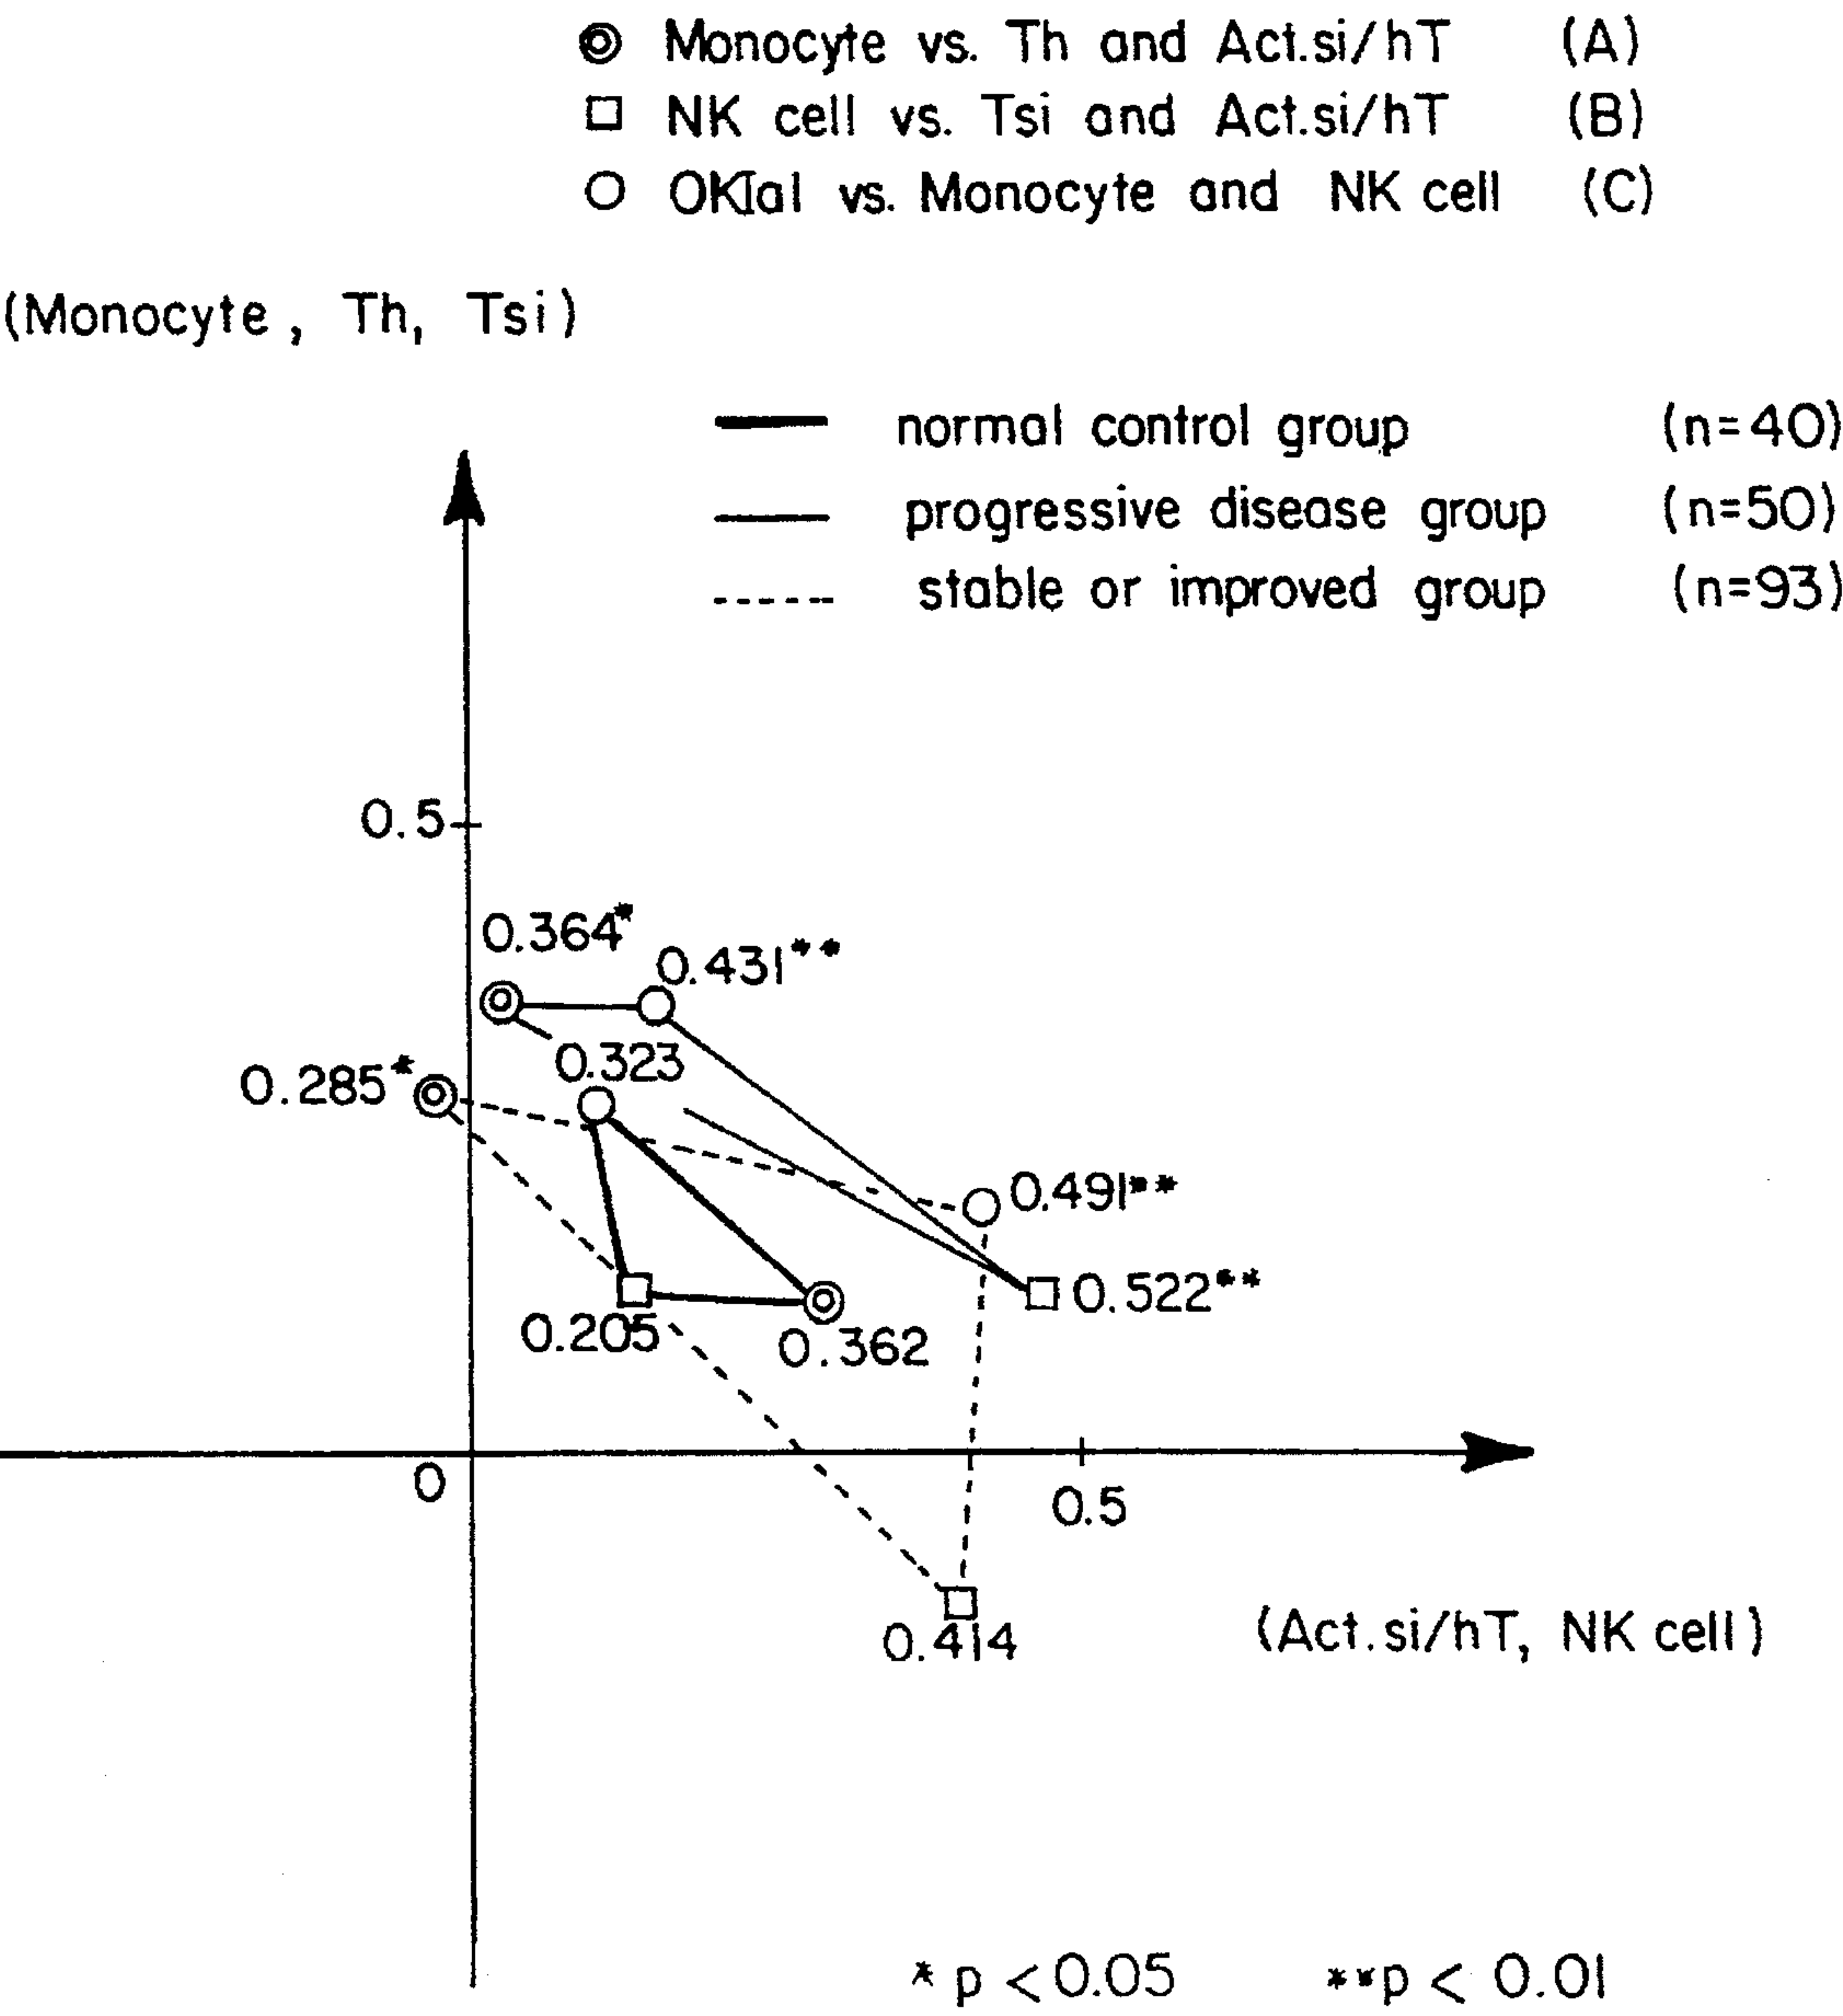 Monocyte vs. Th and Act.si/hT (A)
NK cell vs. Tsi and Act.si/hT (B)
OKIa1 vs. Monocyte and NK cell (C)
(Monocyte, Th, Tsi)
normal control group (n=40)
progressive disease group (n=50)
stable or improved group (n=93)
0.5
0.364*
0.431**
0.323
0.285*
0.491**
0.522**
0.205
0.362
0
0.5
0.414
(Act.si/hT, NK cell)
*p < 0.05 **p < 0.01